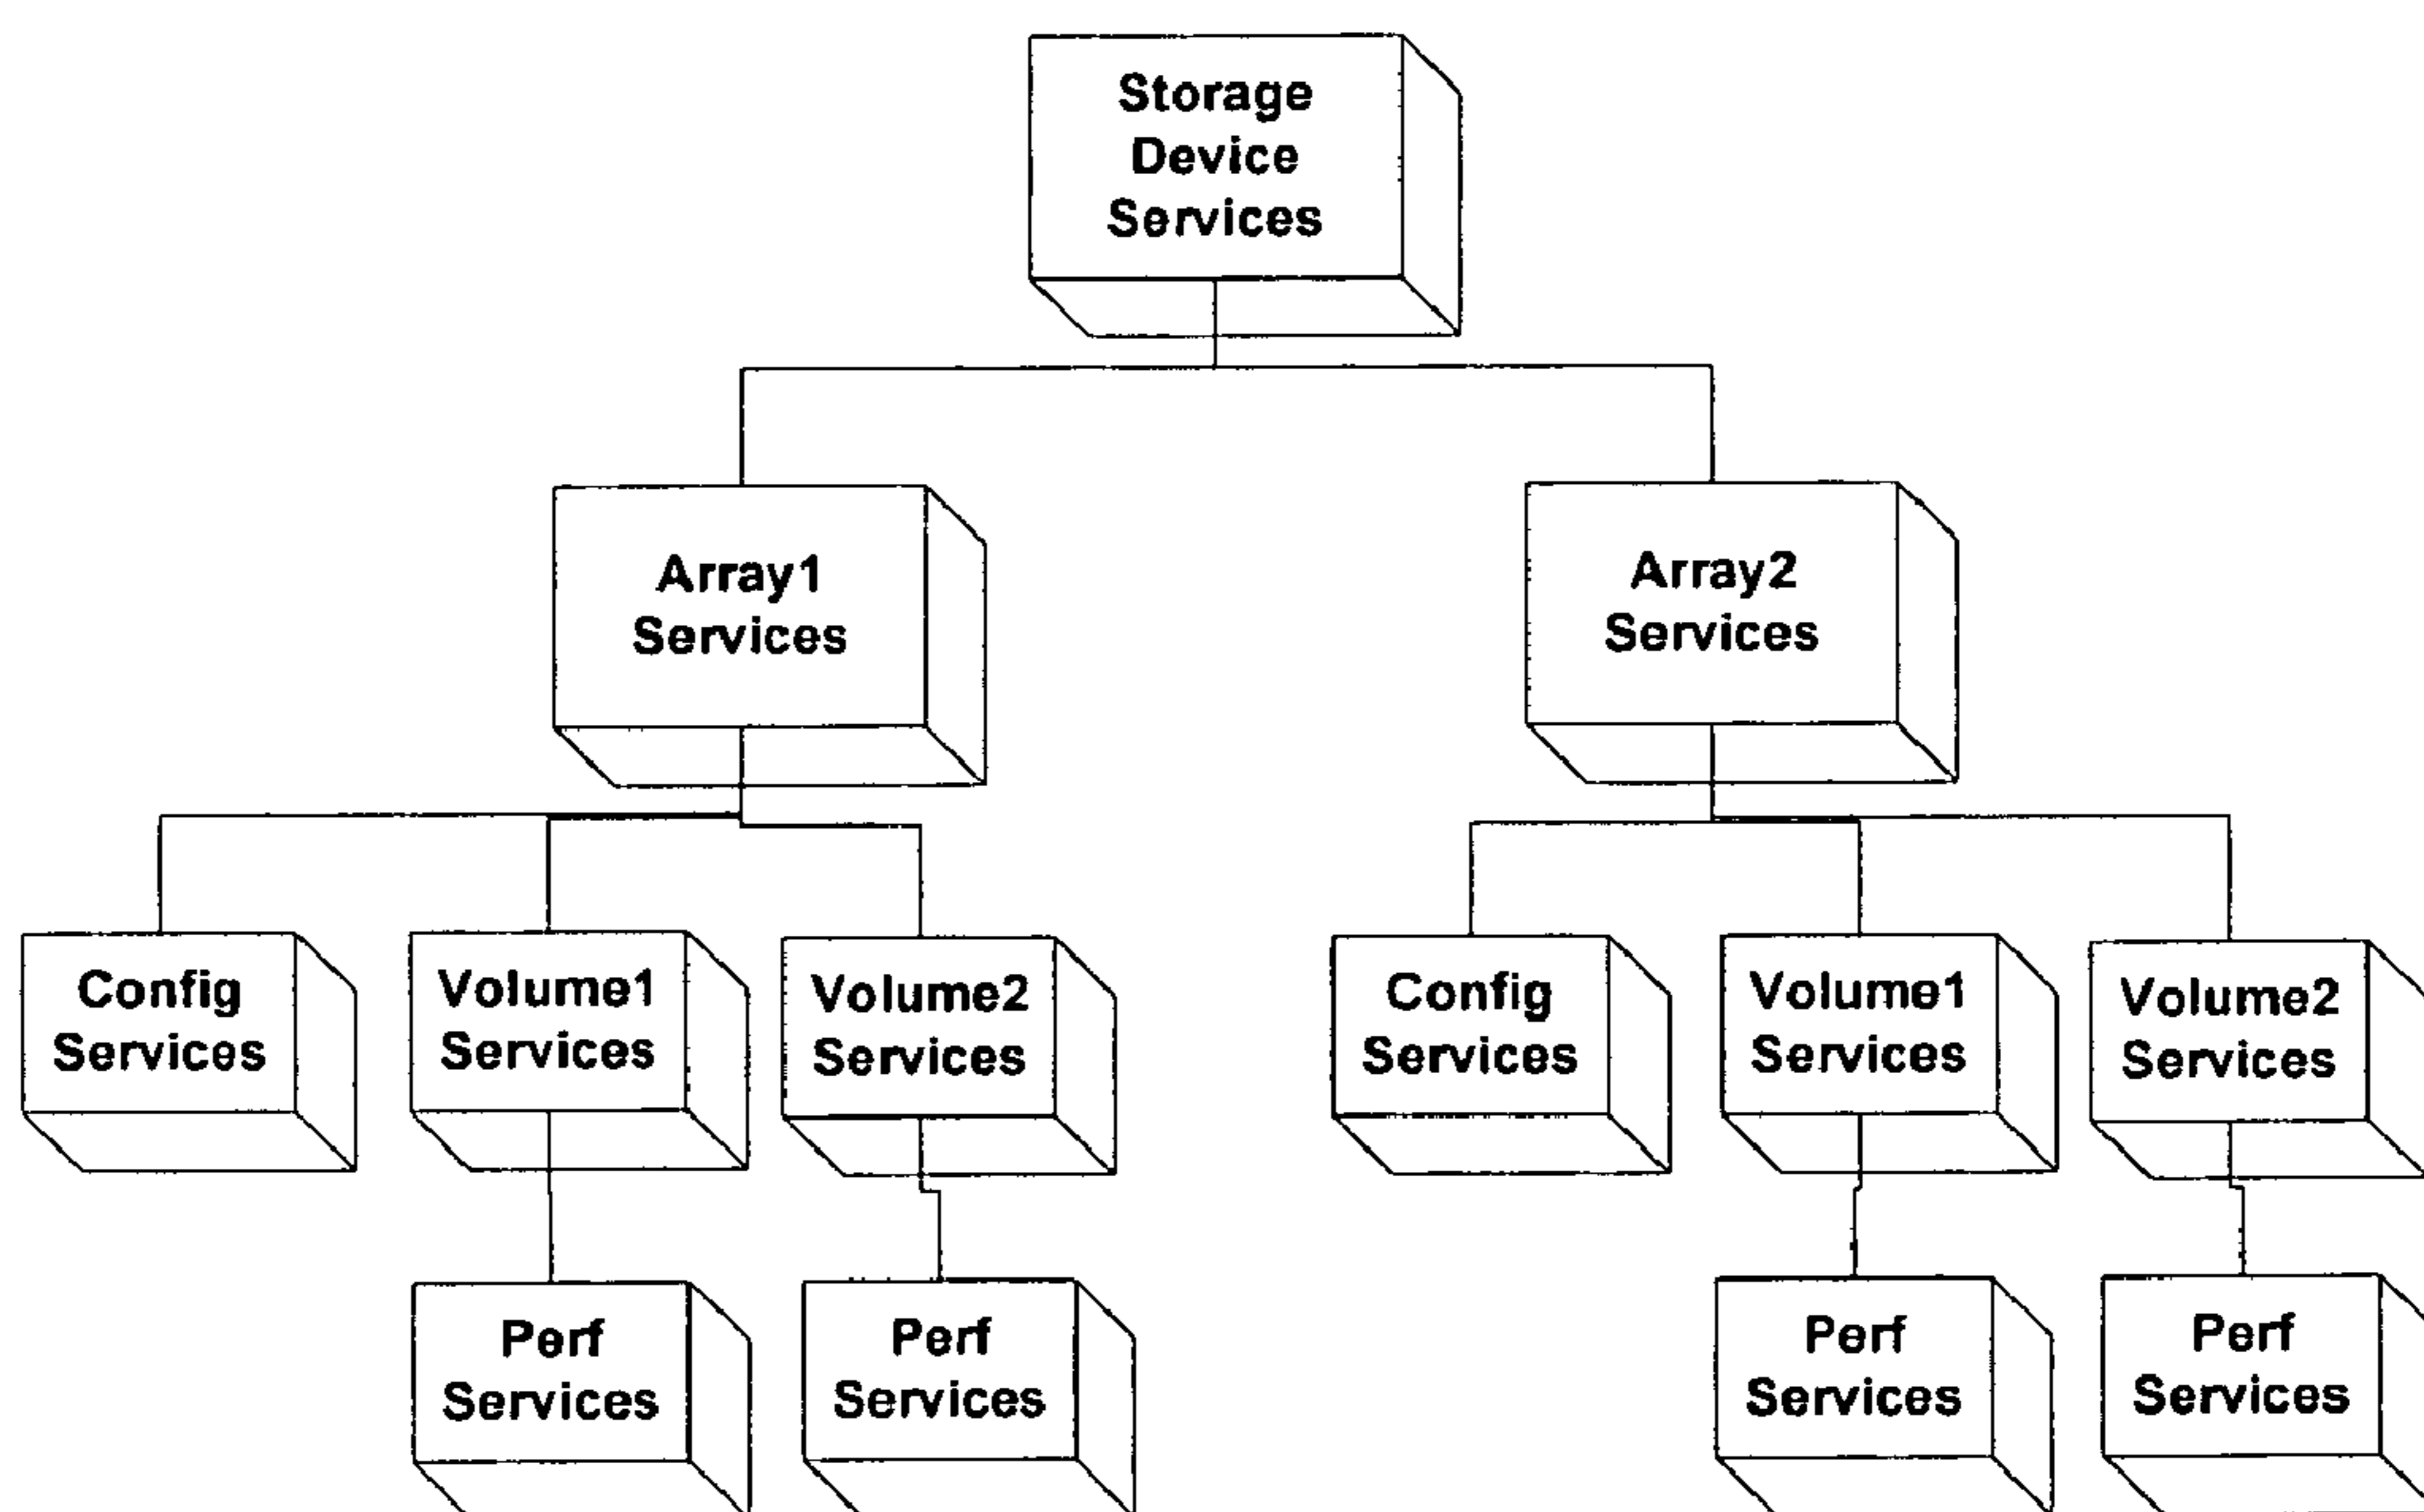 Storage
Device
Services
Array1
Services
Array2
Services
Config
Services
Volume1
Services
Volume2
Services
Config
Services
Volume1
Services
Volume2
Services
Perf
Services
Perf
Services
Perf
Services
Perf
Services